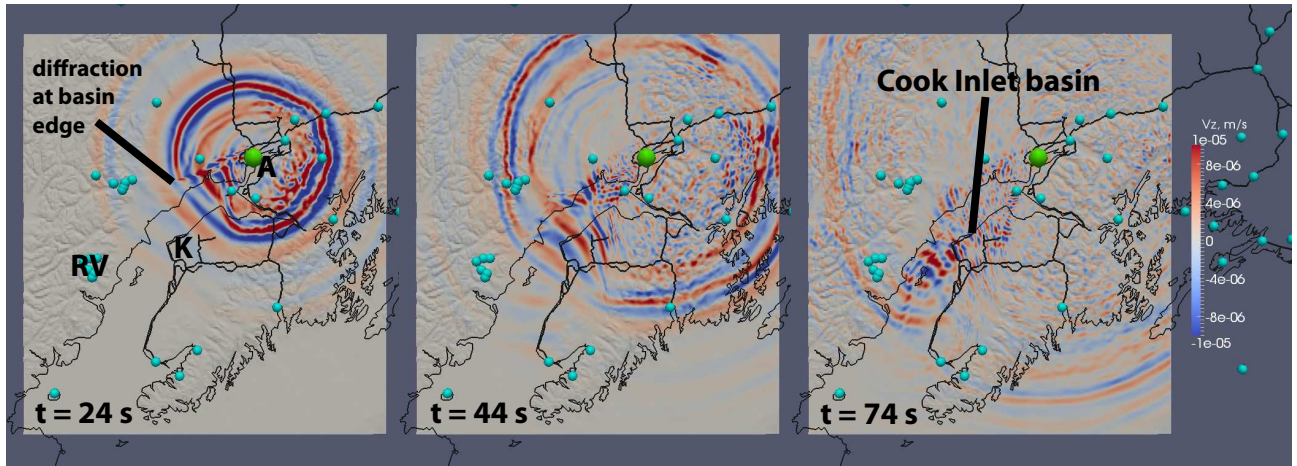 diffraction
at basin
edge
A
K
RV
t = 24 s
t = 44 s
Cook Inlet basin
t = 74 s
Vz, m/s
1e-05
8e-06
4e-06
0
-4e-06
-8e-06
-1e-05